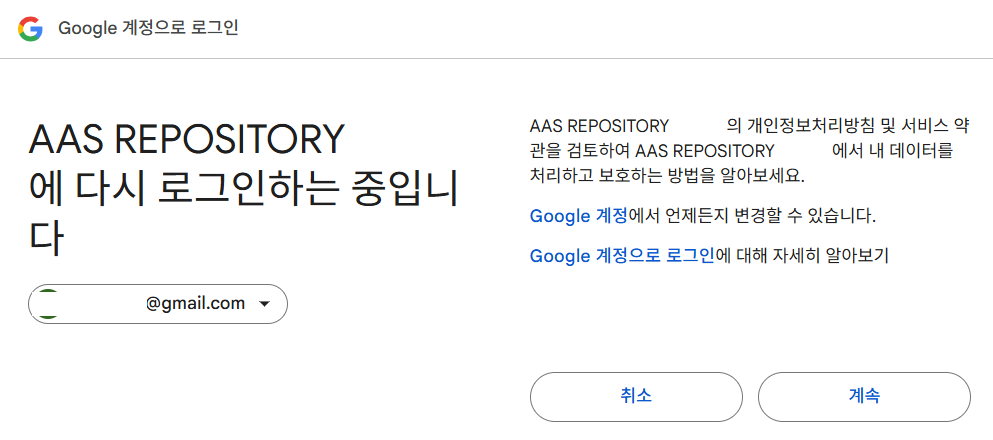 Google 계정으로 로그인
AAS REPOSITORY
에 다시 로그인하는 중입니
다
@gmail.com
AAS REPOSITORY 의 개인정보처리방침 및 서비스 약
관을 검토하여 AAS REPOSITORY 에서 내 데이터를
처리하고 보호하는 방법을 알아보세요.
Google 계정에서 언제든지 변경할 수 있습니다.
Google 계정으로 로그인에 대해 자세히 알아보기
취소
계속